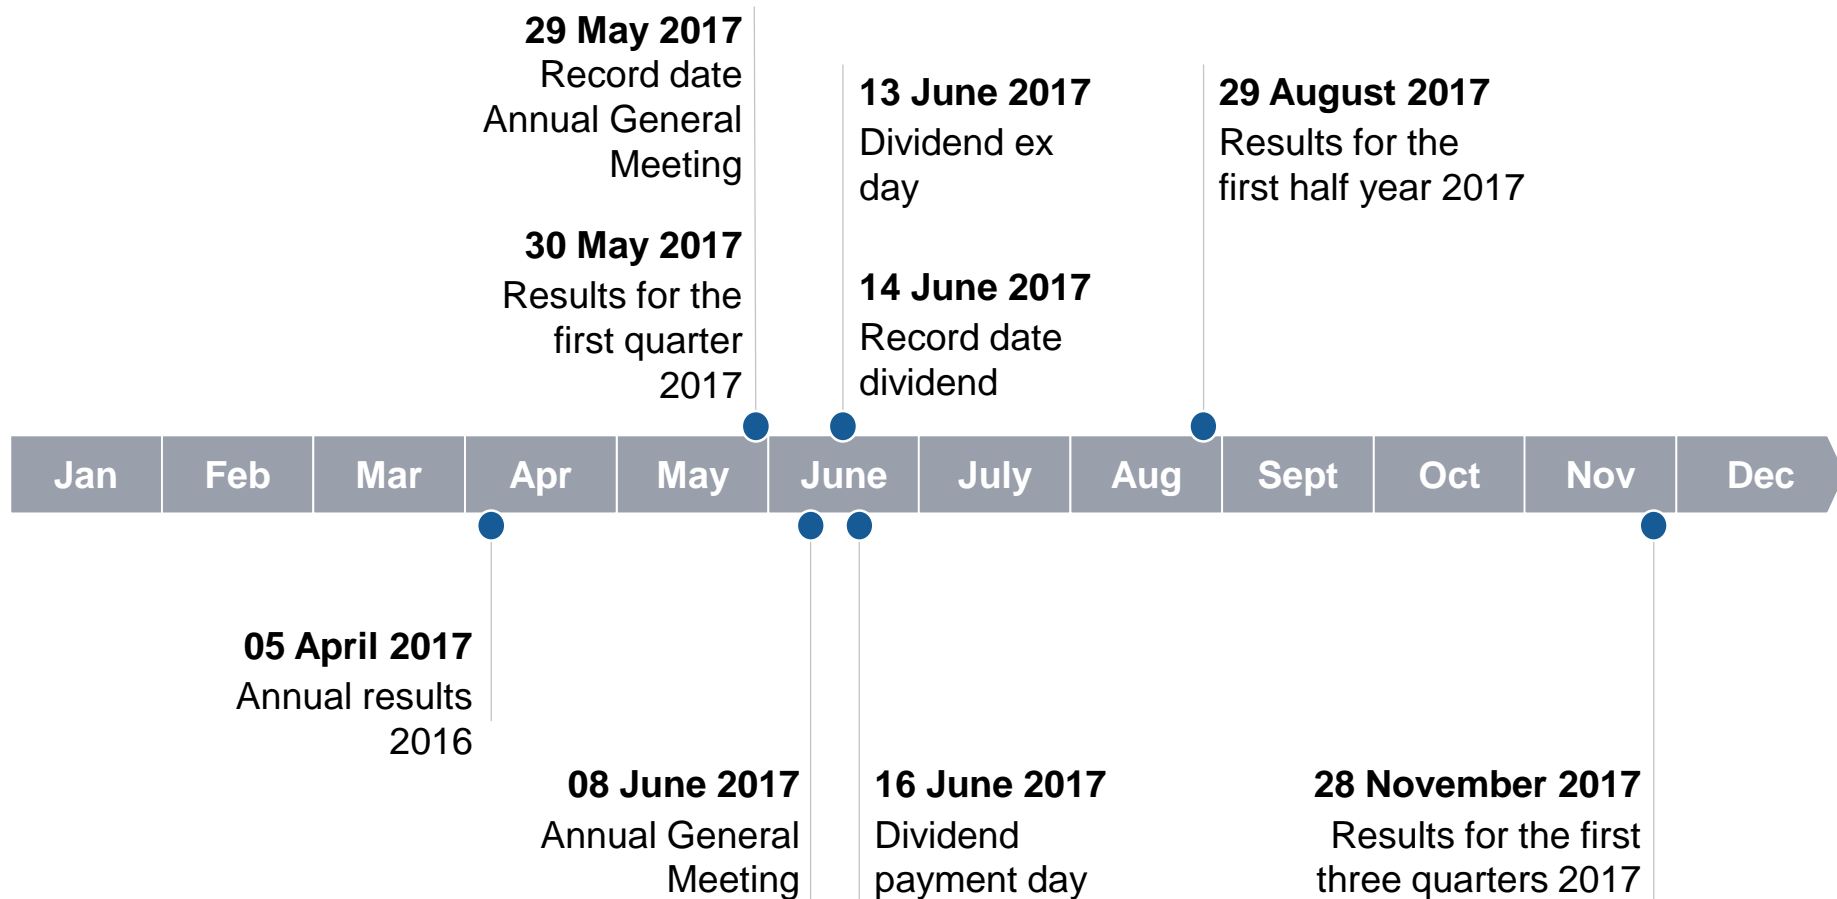 29 May 2017
Record date
Annual General
Meeting
30 May 2017
Results for the
first quarter
2017
13 June 2017
Dividend ex
day
14 June 2017
Record date
dividend
29 August 2017
Results for the
first half year 2017
Jan Feb Mar Apr May June July Aug Sept Oct Nov Dec
05 April 2017
Annual results
2016
08 June 2017
Annual General
Meeting
16 June 2017
Dividend
payment day
28 November 2017
Results for the first
three quarters 2017